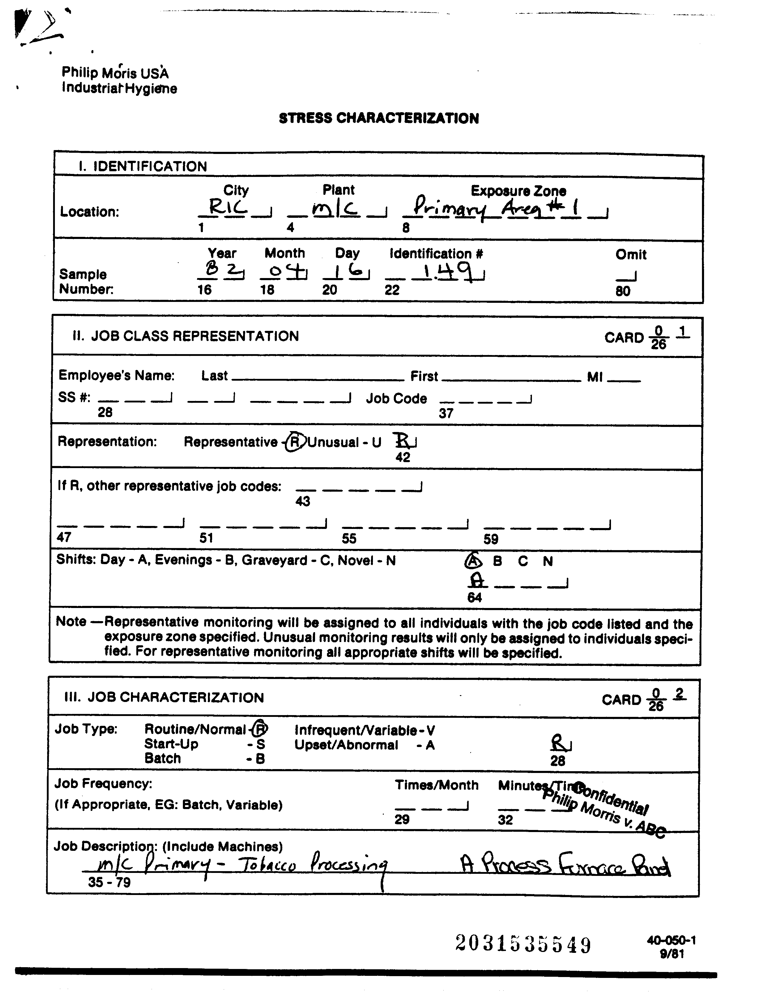 Philip Morris USA
Industrial Hygiene
STRESS CHARACTERIZATION
I. IDENTIFICATION
City Plant Exposure Zone
Location: RIC m/c Primary Area #1
1 4 8
Year Month Day Identification # Omit
Sample Number: 82 04 16 149
16 18 20 22 80
II. JOB CLASS REPRESENTATION CARD 0 1
26
Employee's Name: Last First MI
SS #: Job Code
28 37
Representation: Representative - R Unusual - U R
42
If R, other representative job codes:
43
47 51 55 59
Shifts: Day - A, Evenings - B, Graveyard - C, Novel - N A B C N
A
64
Note — Representative monitoring will be assigned to all individuals with the job code listed and the
exposure zone specified. Unusual monitoring results will only be assigned to individuals speci-
fied. For representative monitoring all appropriate shifts will be specified.
III. JOB CHARACTERIZATION CARD 0 2
26
Job Type: Routine/Normal - R Infrequent/Variable - V
Start-Up - S Upset/Abnormal - A R
Batch - B 28
Job Frequency: Times/Month Minutes/Time
(If Appropriate, EG: Batch, Variable)
29 32
Confidential
Philip Morris v. ABC
Job Description: (Include Machines)
m/c Primary - Tobacco Processing A Process Furnace Panel
35 - 79
2031535549
40-050-1
9/81